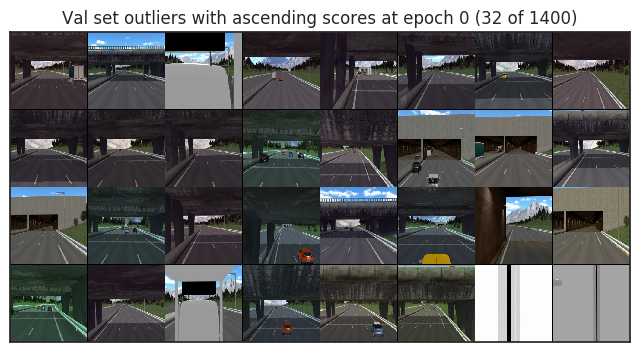 Val set outliers with ascending scores at epoch 0 (32 of 1400)